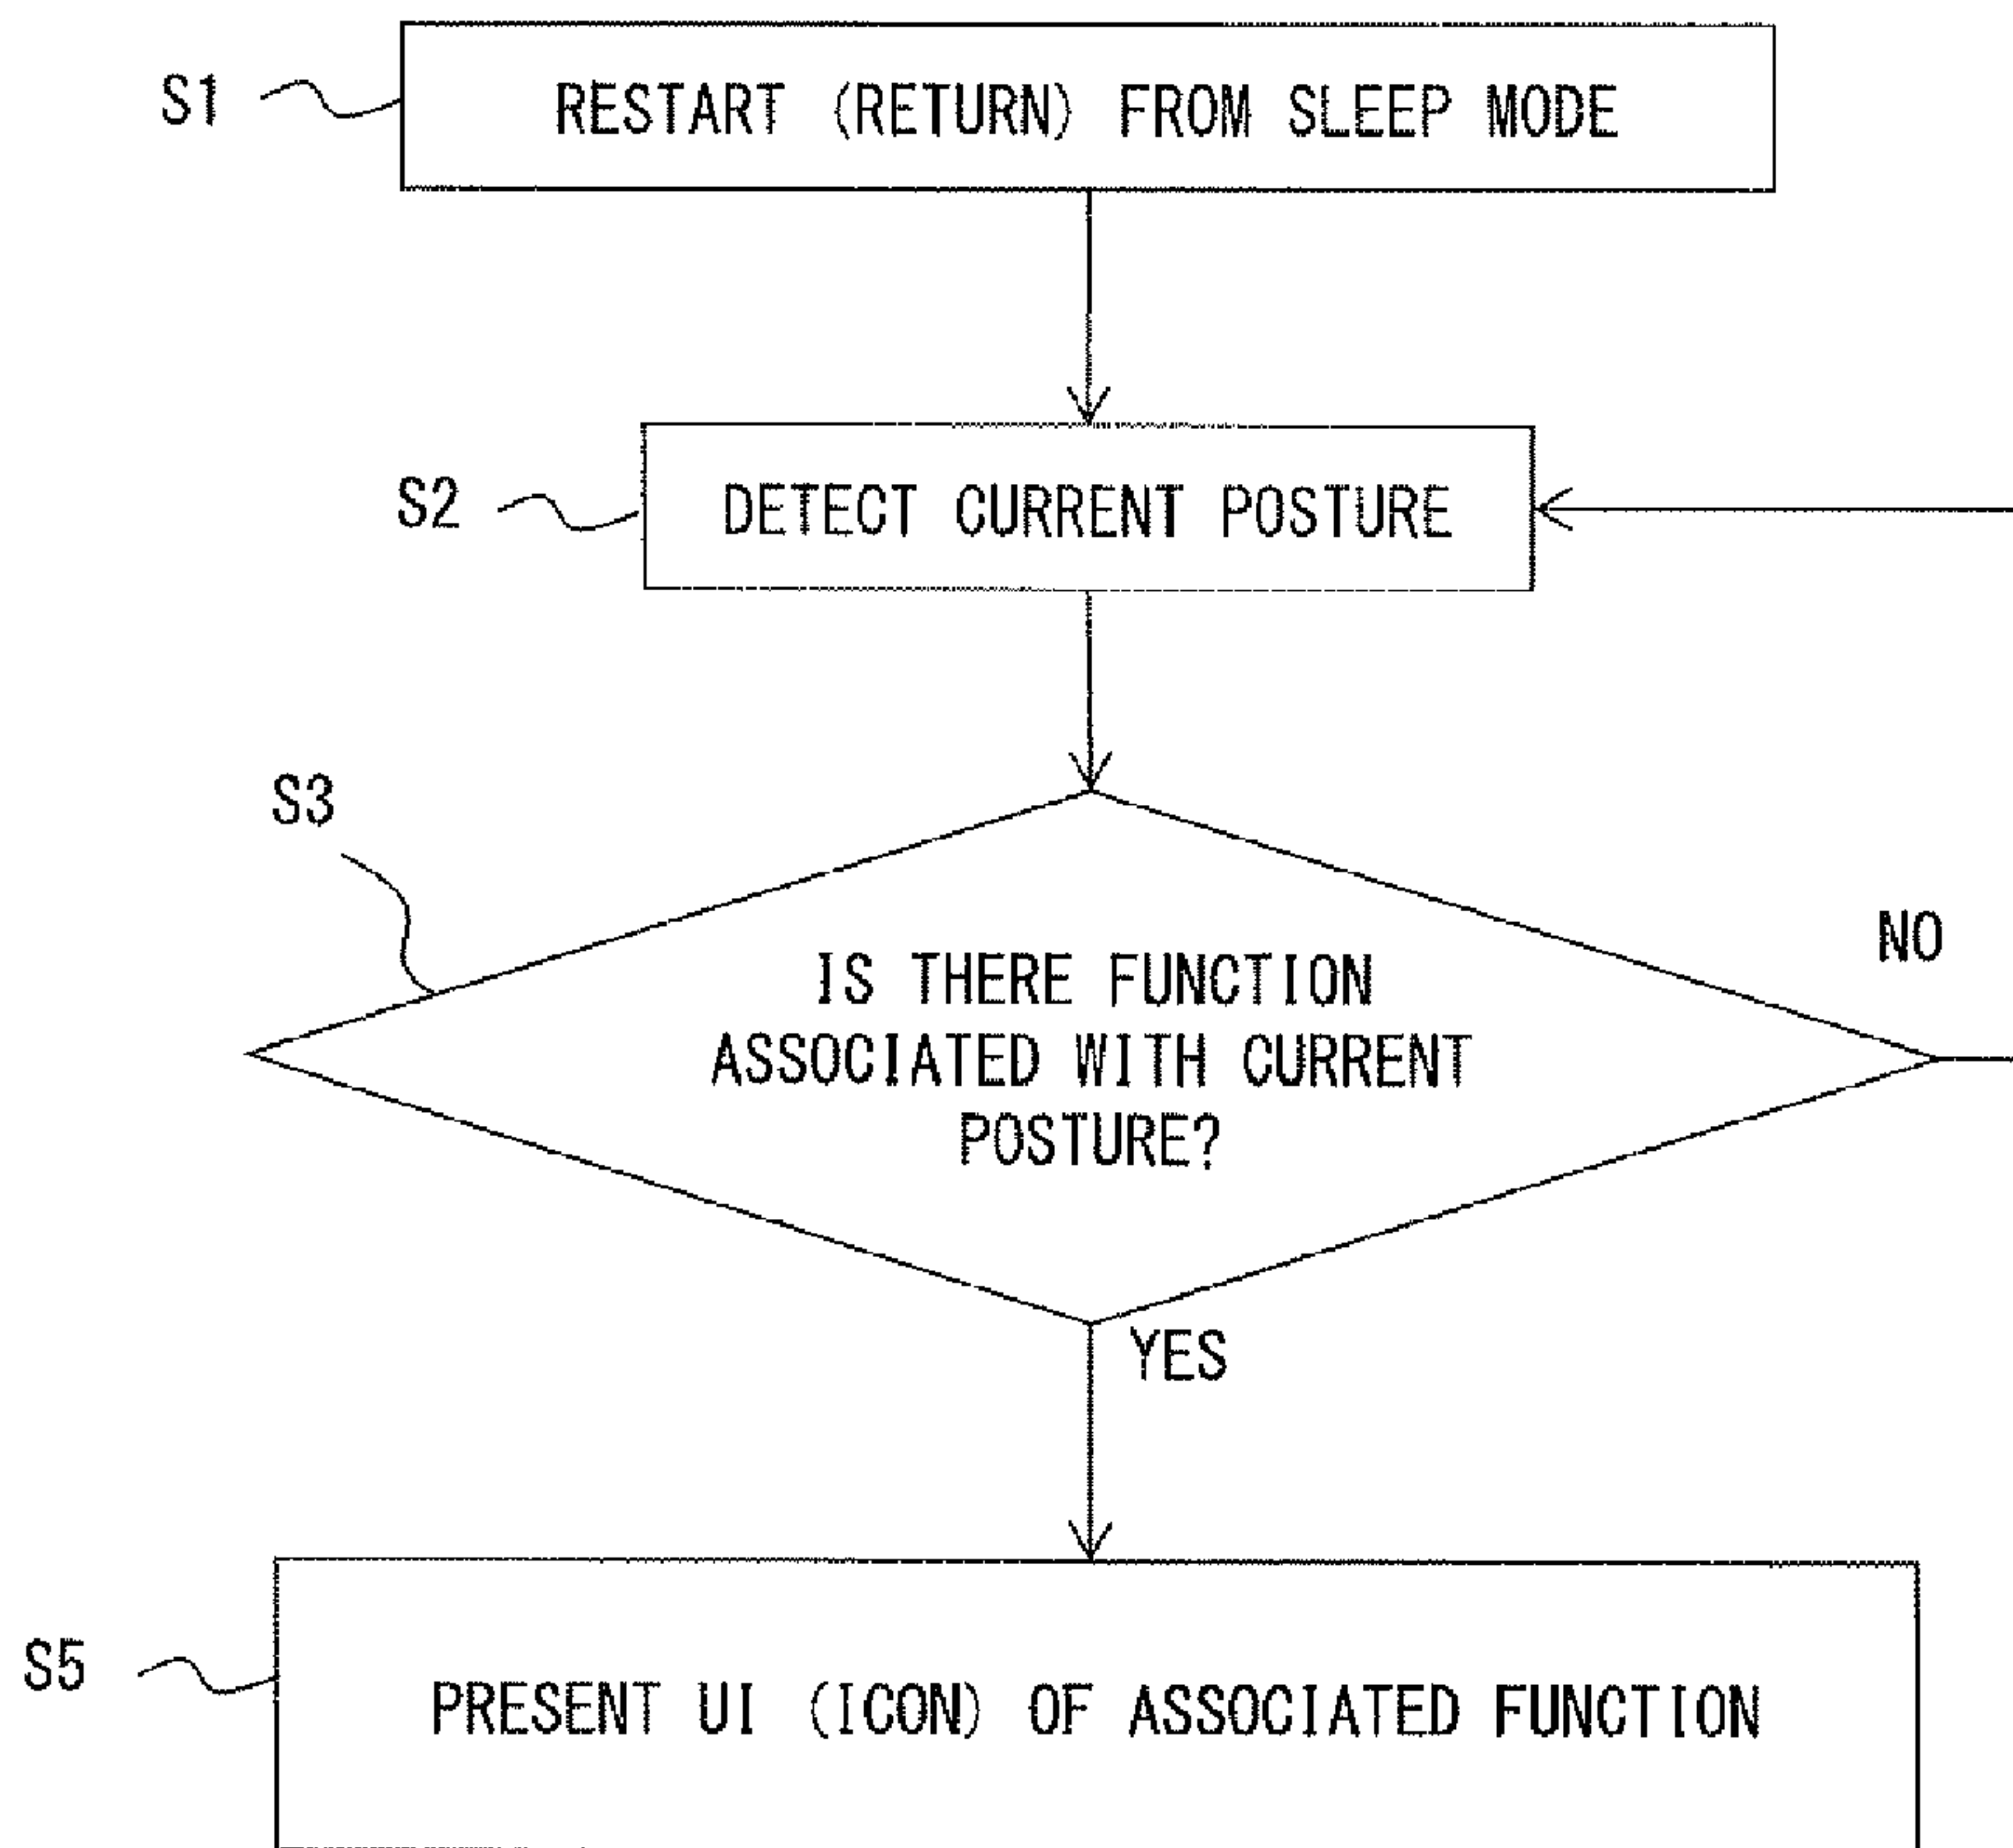 S1
RESTART (RETURN) FROM SLEEP MODE
S2
DETECT CURRENT POSTURE
S3
IS THERE FUNCTION
ASSOCIATED WITH CURRENT
POSTURE?
NO
YES
S5
PRESENT UI (ICON) OF ASSOCIATED FUNCTION